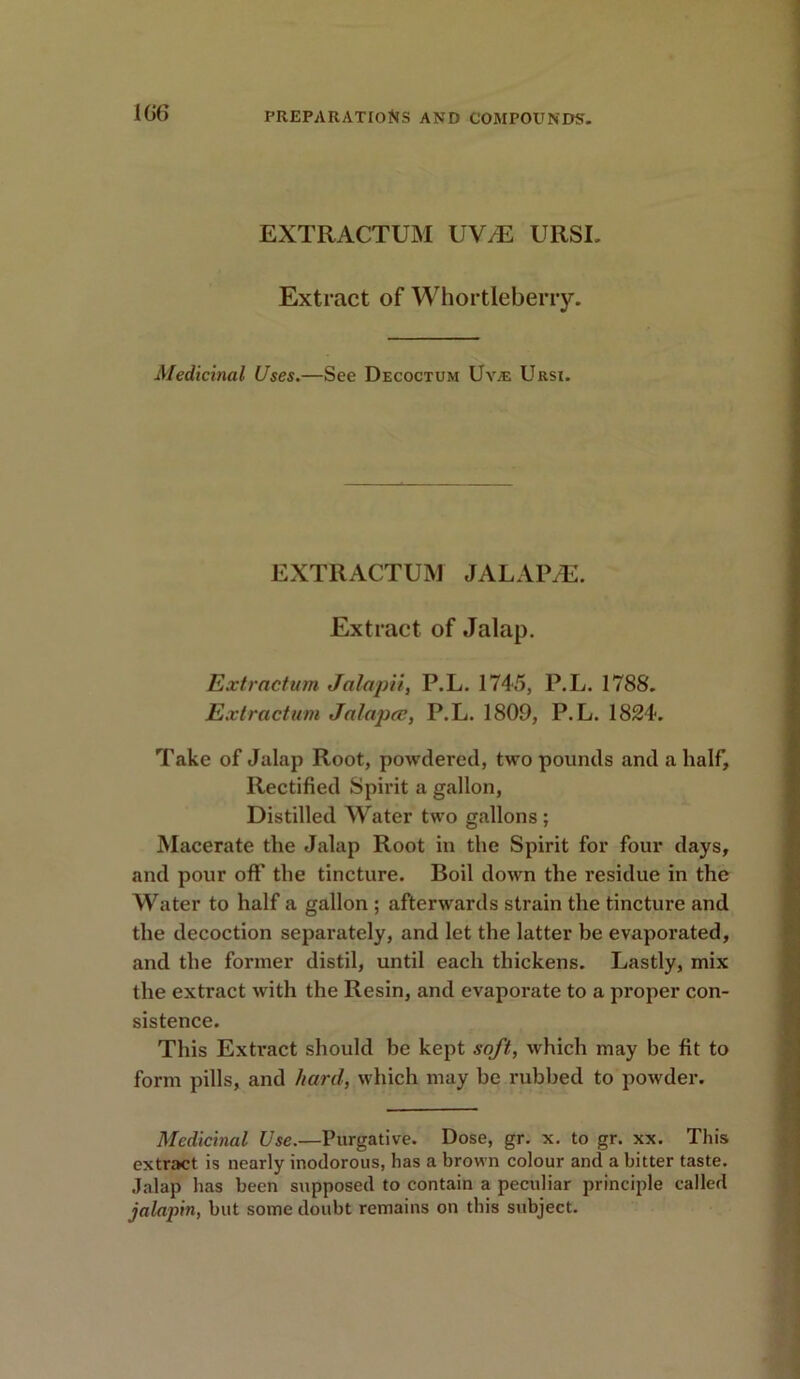 166
PREPARATIONS AND COMPOUNDS.
EXTRACTUM UVÆ URSI.
Extract of Whortleberry.
Medicinal Uses.—See Decoctum Uvæ Ursi.
EXTRACTUM JALAPÆ.
Extract of Jalap.
Extractum Jalapii, P.L. 1745, P.L. 1788.
Extractum Jalapæ, P.L. 1809, P.L. 1824.
Take of Jalap Root, powdered, two pounds and a half,
Rectified Spirit a gallon,
Distilled Water two gallons;
Macerate the Jalap Root in the Spirit for four days,
and pour off the tincture. Boil down the residue in the
Water to half a gallon; afterwards strain the tincture and
the decoction separately, and let the latter be evaporated,
and the former distil, until each thickens. Lastly, mix
the extract with the Resin, and evaporate to a proper con-
sistence.
This Extract should be kept soft, which may be fit to
form pills, and hard, which may be rubbed to powder.
Medicinal Use.—Purgative. Dose, gr. x. to gr. xx. This
extract is nearly inodorous, has a brown colour and a bitter taste.
Jalap has been supposed to contain a peculiar principle called
jalapin, but some doubt remains on this subject.